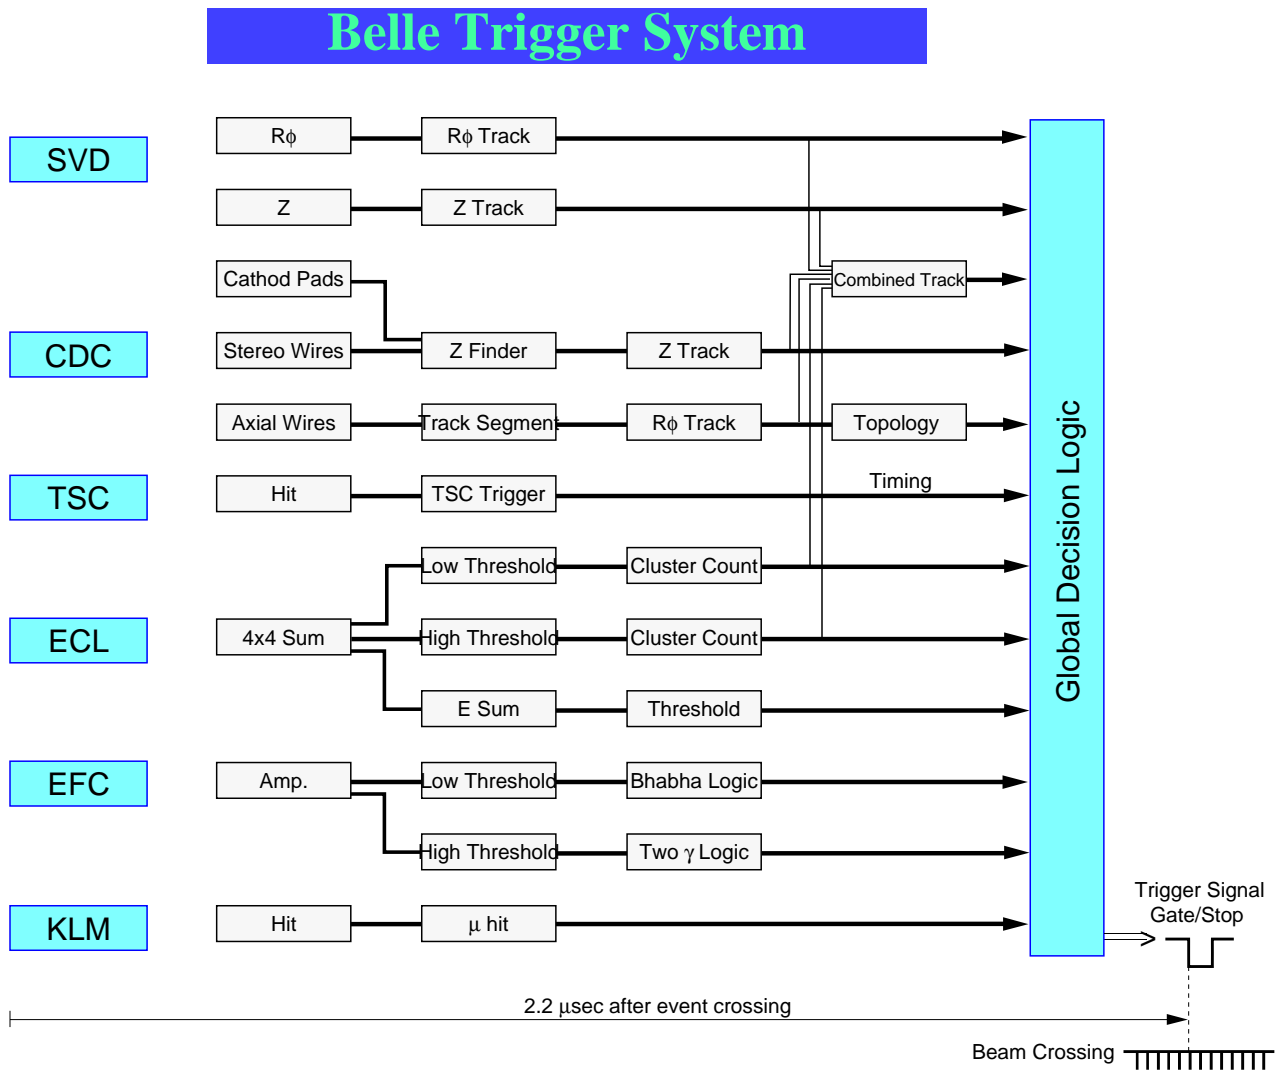 Belle Trigger System
SVD
Rϕ
Rϕ Track
Z
Z Track
Cathod Pads
Combined Track
CDC
Stereo Wires
Z Finder
Z Track
Axial Wires
Track Segment
Rϕ Track
Topology
TSC
Hit
TSC Trigger
Timing
Low Threshold
Cluster Count
ECL
4x4 Sum
High Threshold
Cluster Count
E Sum
Threshold
EFC
Amp.
Low Threshold
Bhabha Logic
High Threshold
Two γ Logic
KLM
Hit
μ hit
Global Decision Logic
Trigger Signal
Gate/Stop
2.2 μsec after event crossing
Beam Crossing